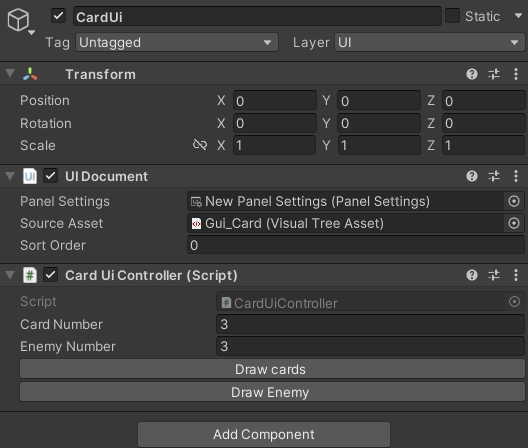 CardUi Static
Tag Untagged Layer UI
Transform
Position X 0 Y 0 Z 0
Rotation X 0 Y 0 Z 0
Scale X 1 Y 1 Z 1
UI Document
Panel Settings New Panel Settings (Panel Settings)
Source Asset Gui_Card (Visual Tree Asset)
Sort Order 0
Card Ui Controller (Script)
Script CardUiController
Card Number 3
Enemy Number 3
Draw cards
Draw Enemy
Add Component